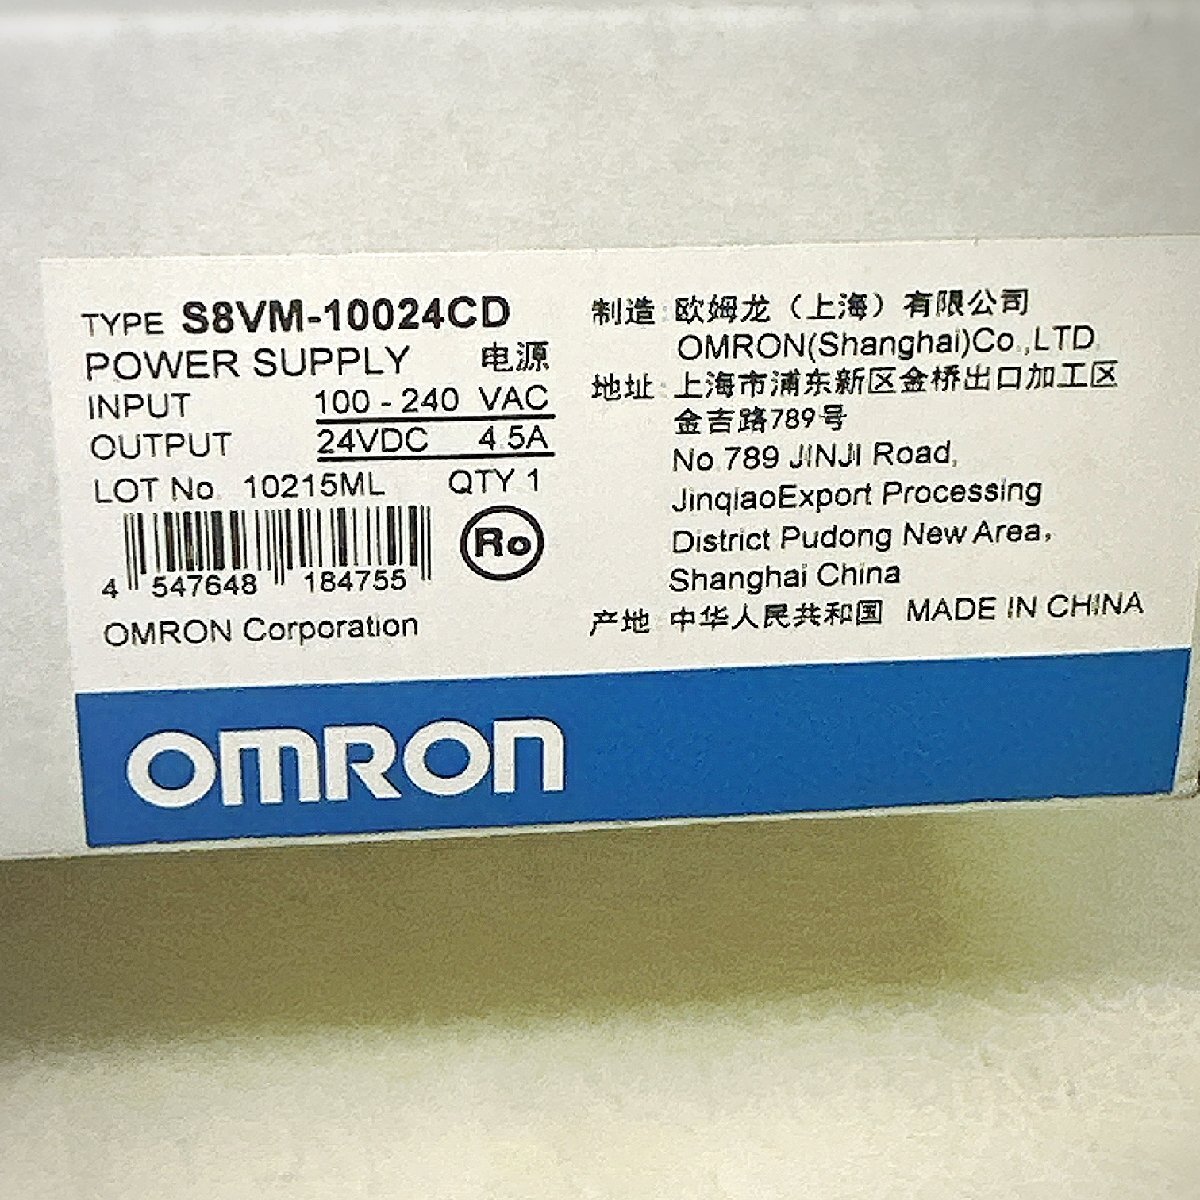 TYPE S8VM-10024CD
POWER SUPPLY 电源
INPUT 100 - 240 VAC
OUTPUT 24VDC 4.5A
LOT No. 10215ML QTY 1
Ro
4 547648 184755
OMRON Corporation
制造: 欧姆龙（上海）有限公司
OMRON(Shanghai)Co.,LTD.
地址: 上海市浦东新区金桥出口加工区
金吉路789号
No.789 JINJI Road,
JinqiaoExport Processing
District Pudong New Area,
Shanghai China
产地: 中华人民共和国 MADE IN CHINA
OMRON